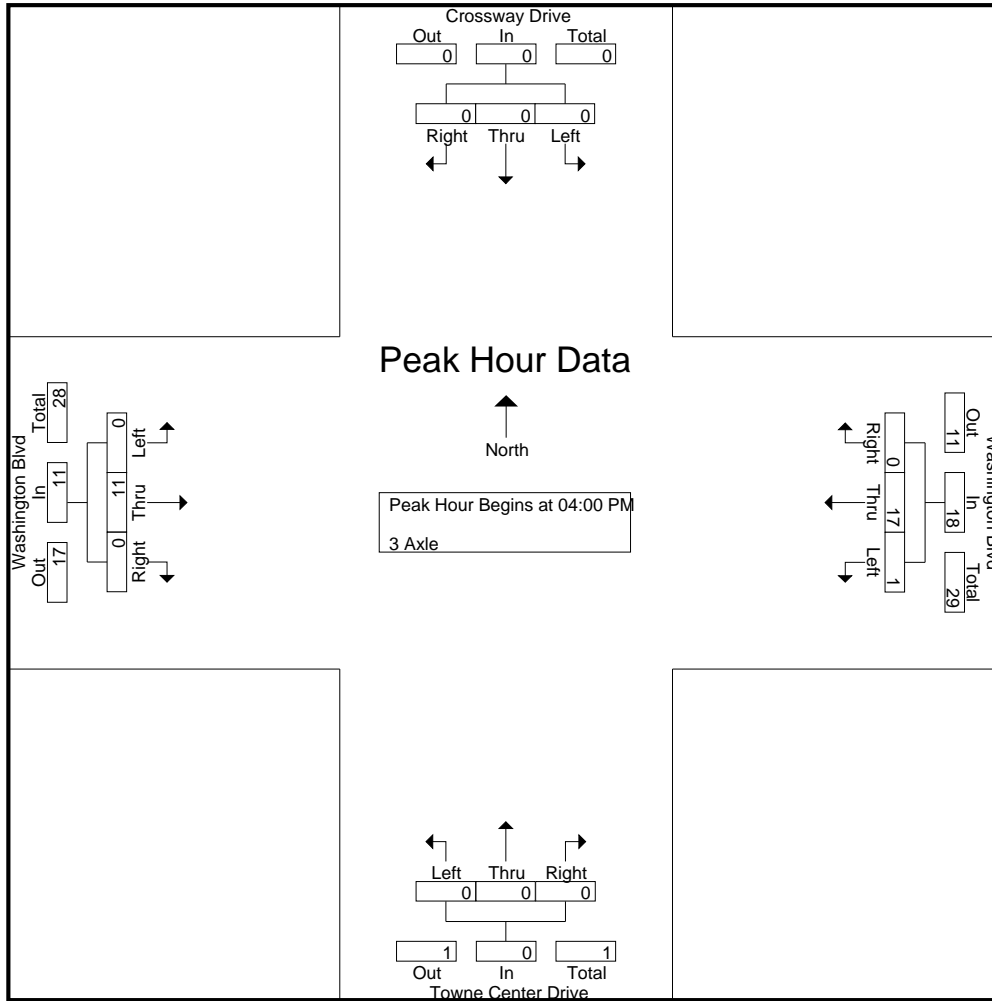 Crossway Drive
Out In Total
0 0 0
0 0 0
Right Thru Left
Peak Hour Data
North
Peak Hour Begins at 04:00 PM
3 Axle
Washington Blvd
Total In Out
28 11 17
0 11 0
Left Thru Right
Washington Blvd
Out In Total
11 18 29
0 17 1
Right Thru Left
Left Thru Right
0 0 0
1 0 1
Out In Total
Towne Center Drive